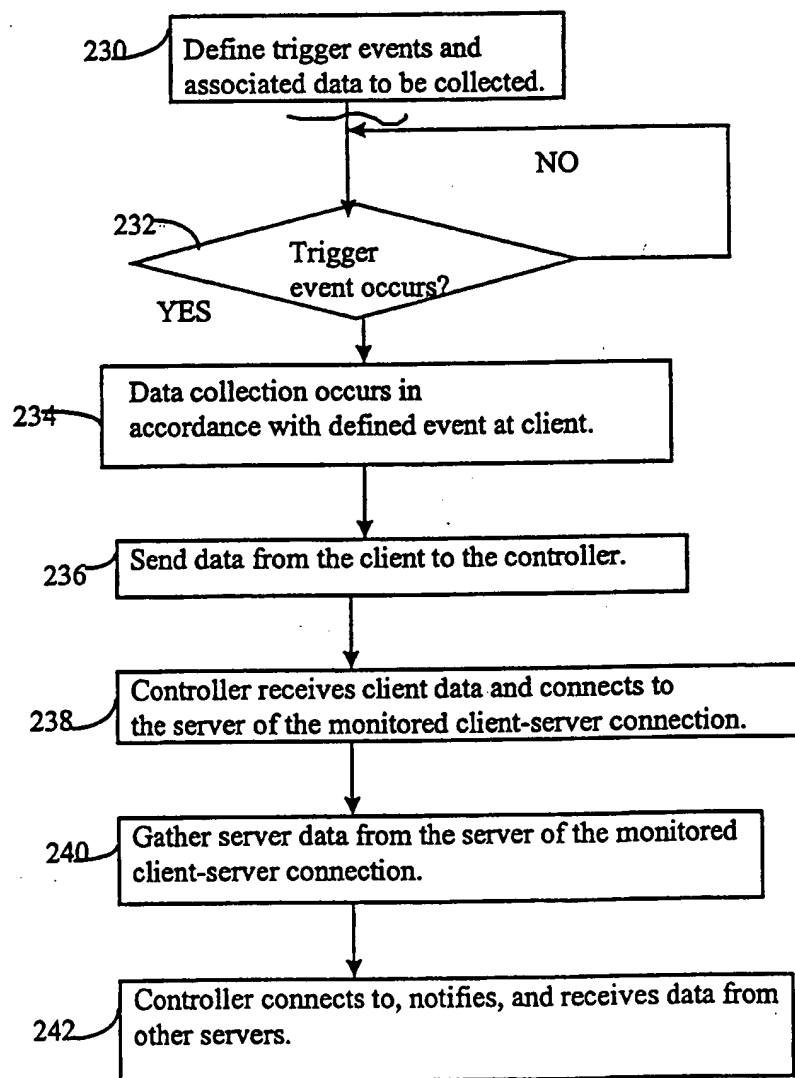 230
Define trigger events and
associated data to be collected.
NO
232
Trigger
event occurs?
YES
234
Data collection occurs in
accordance with defined event at client.
236
Send data from the client to the controller.
238
Controller receives client data and connects to
the server of the monitored client-server connection.
240
Gather server data from the server of the monitored
client-server connection.
242
Controller connects to, notifies, and receives data from
other servers.